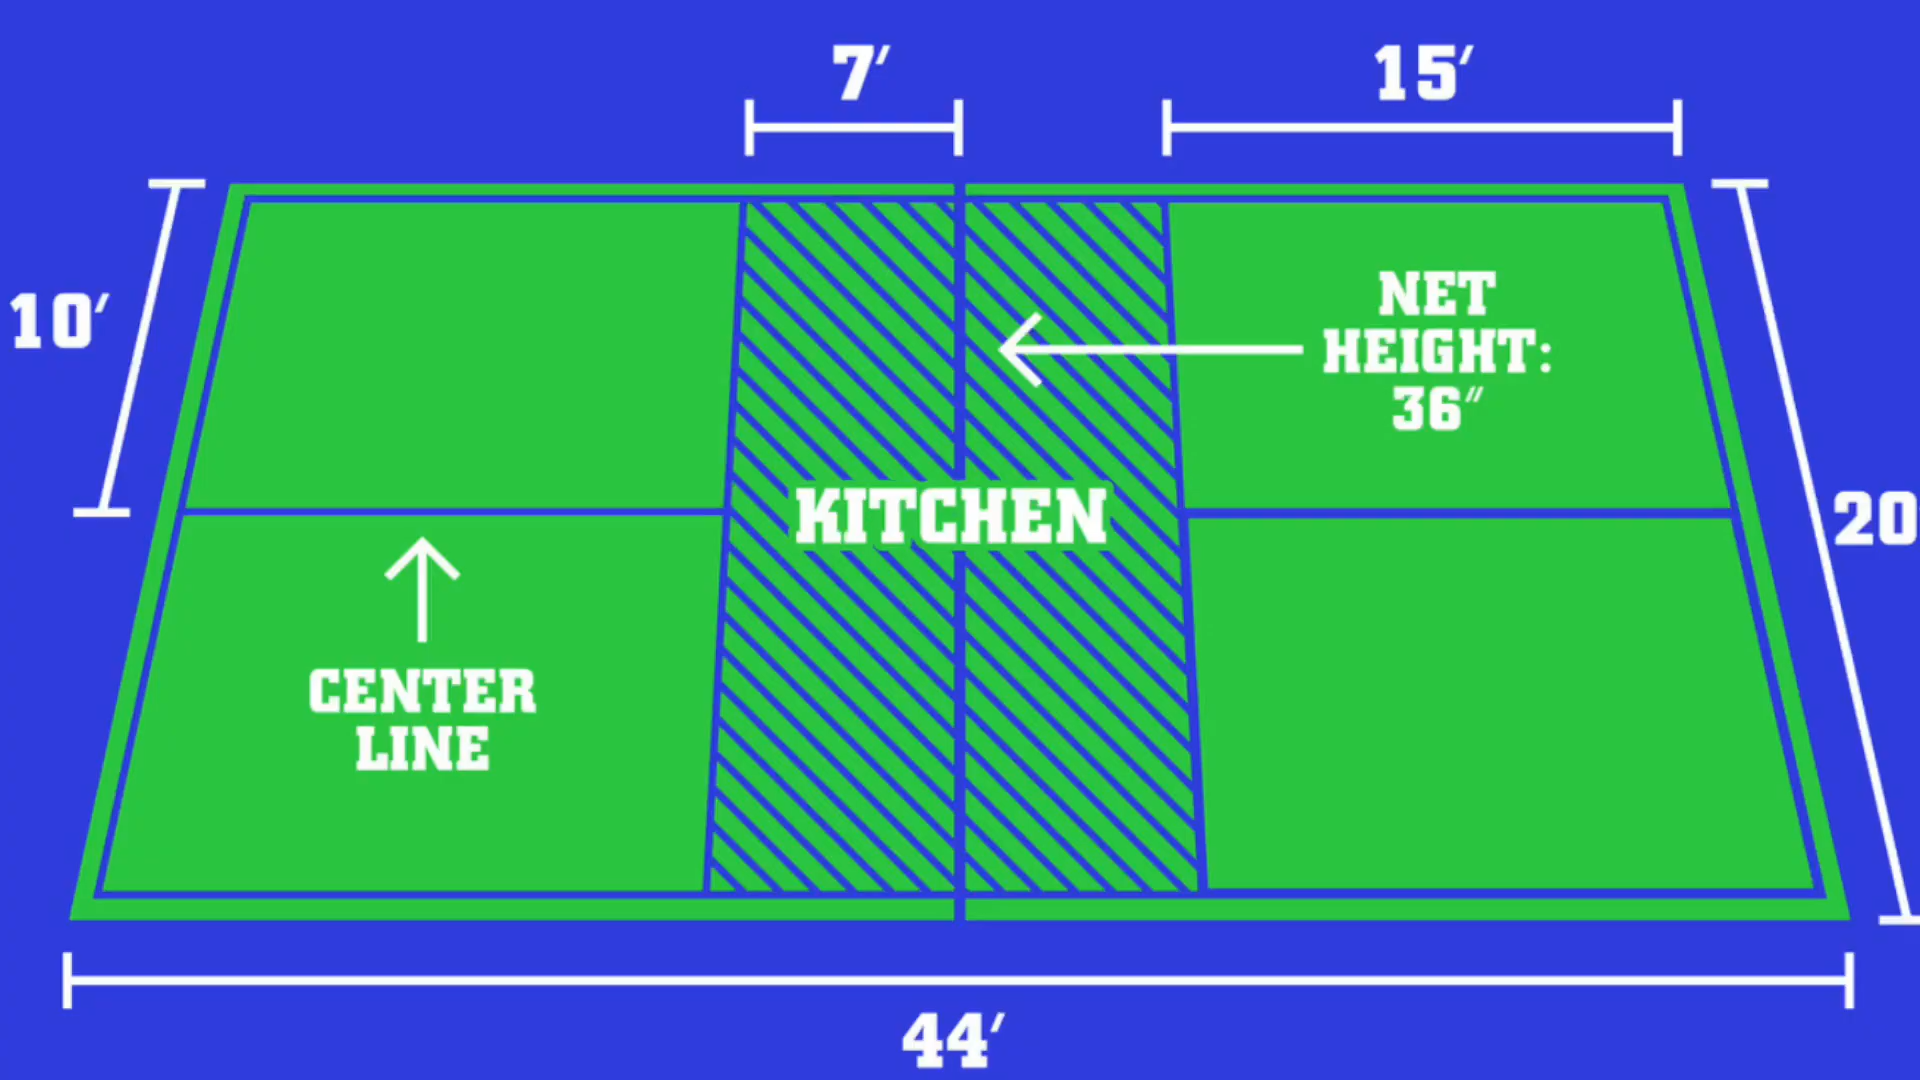 7′
15′
10′
NET
HEIGHT:
36″
KITCHEN
20
CENTER
LINE
44′